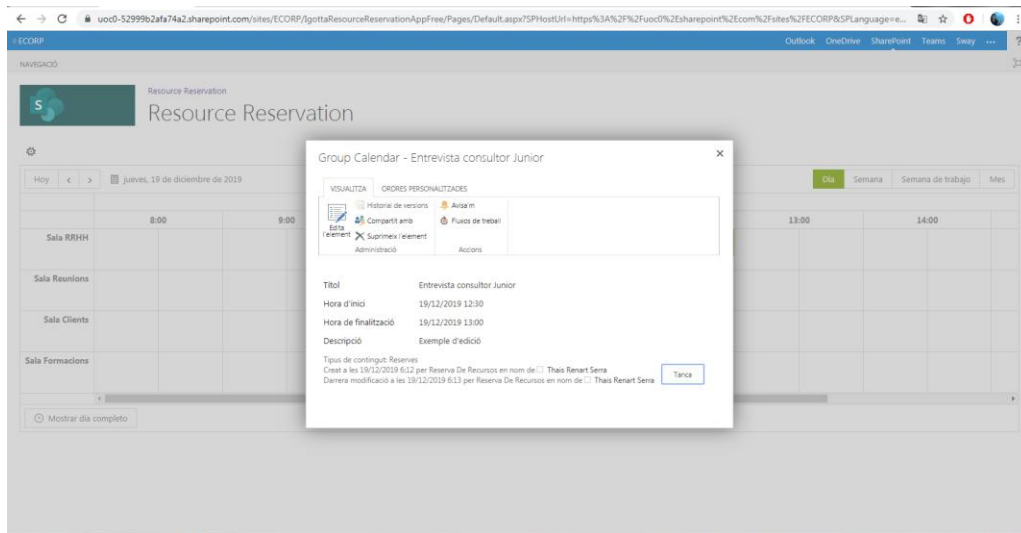 uoc0-52999b2afa74a2.sharepoint.com/sites/ECORP/IgottaResourceReservationAppFree/Pages/Default.aspx?SPHostUrl=https%3A%2F%2Fuoc0%2Esharepoint%2Ecom%2Fsites%2FECORP&SPLanguage=e...
ECORP Outlook OneDrive SharePoint Teams Sway ... ?
NAVEGACIÓ
Resource Reservation
Resource Reservation
Hoy < > jueves, 19 de diciembre de 2019 Día Semana Semana de trabajo Mes
8:00 9:00 13:00 14:00
Sala RRHH
Sala Reunions
Sala Clients
Sala Formacions
Mostrar día completo
Group Calendar - Entrevista consultor Junior
VISUALITZA ORDRES PERSONALITZADES
Edita l'element
Historial de versions
Compartit amb
Suprimeix l'element
Administració
Avisa'm
Fluxos de treball
Accions
Títol Entrevista consultor Junior
Hora d'inici 19/12/2019 12:30
Hora de finalització 19/12/2019 13:00
Descripció Exemple d'edició
Tipus de contingut: Reserves
Creat a les 19/12/2019 6:12 per Reserva De Recursos en nom de Thais Renart Serra
Darrera modificació a les 19/12/2019 6:13 per Reserva De Recursos en nom de Thais Renart Serra
Tanca